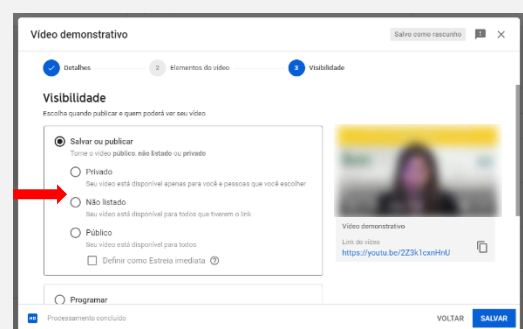 Vídeo demonstrativo
Salvo como rascunho
Detalhes
2 Elementos do vídeo
3 Visibilidade
Visibilidade
Escolha quando publicar e quem poderá ver seu vídeo
Salvar ou publicar
Torne o vídeo público, não listado ou privado
Privado
Seu vídeo está disponível apenas para você e pessoas que você escolher
Não listado
Seu vídeo está disponível para todos que tiverem o link
Público
Seu vídeo está disponível para todos
Definir como Estreia imediata
Programar
Vídeo demonstrativo
Link do vídeo
https://youtu.be/2Z3k1cxnHnU
HD Processamento concluído
VOLTAR
SALVAR